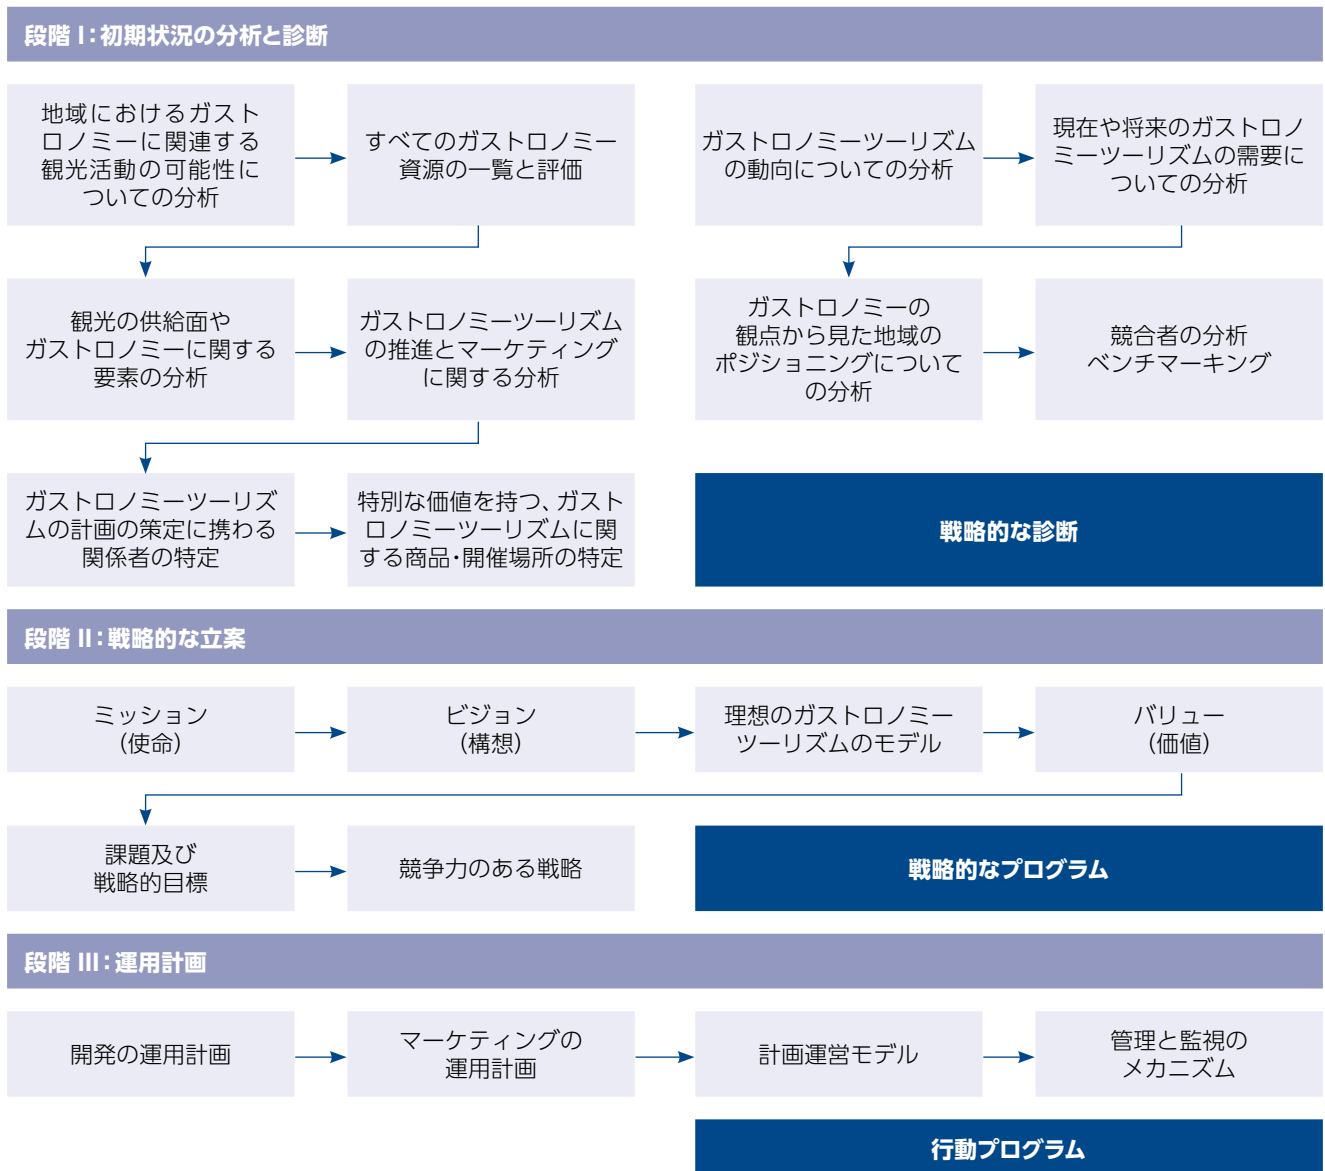 段階 I：初期状況の分析と診断
地域におけるガスト
ロノミーに関連する
観光活動の可能性に
ついての分析
すべてのガストロノミー
資源の一覧と評価
ガストロノミーツーリズム
の動向についての分析
現在や将来のガストロノ
ミーツーリズムの需要に
ついての分析
観光の供給面や
ガストロノミーに関する
要素の分析
ガストロノミーツーリズム
の推進とマーケティング
に関する分析
ガストロノミーの
観点から見た地域の
ポジショニングについて
の分析
競合者の分析
ベンチマーキング
ガストロノミーツーリズ
ムの計画の策定に携わる
関係者の特定
特別な価値を持つ、ガスト
ロノミーツーリズムに関
する商品・開催場所の特定
戦略的な診断
段階 II：戦略的な立案
ミッション
（使命）
ビジョン
（構想）
理想のガストロノミー
ツーリズムのモデル
バリュー
（価値）
課題及び
戦略的目標
競争力のある戦略
戦略的なプログラム
段階 III：運用計画
開発の運用計画
マーケティングの
運用計画
計画運営モデル
管理と監視の
メカニズム
行動プログラム